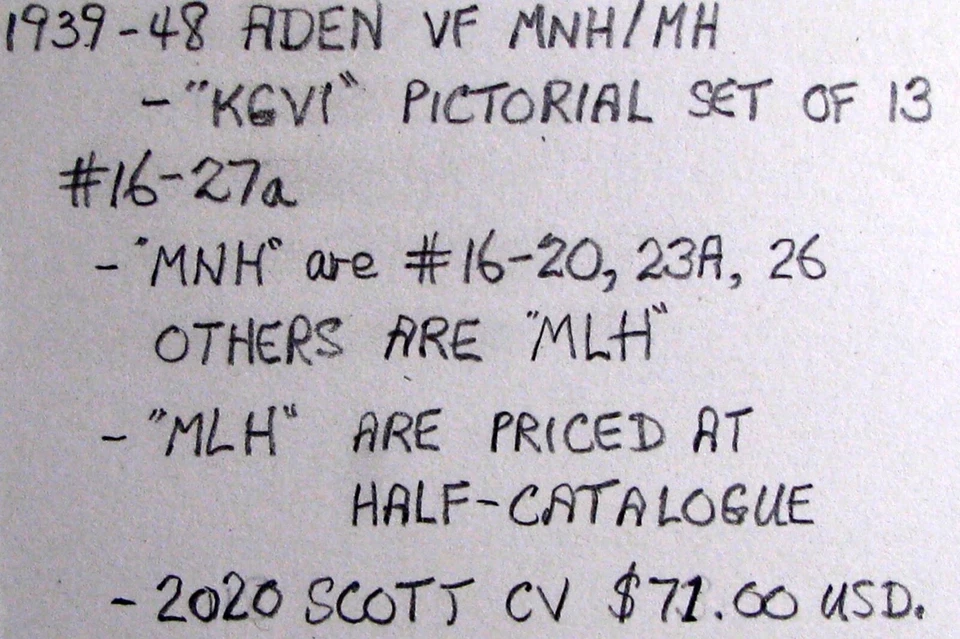 1939-48 ADEN VF MNH/MH
- "KGVI" PICTORIAL SET OF 13
#16-27a
- "MNH" are #16-20, 23A, 26
OTHERS ARE "MLH"
- "MLH" ARE PRICED AT
HALF-CATALOGUE
- 2020 SCOTT CV $71.00 USD.